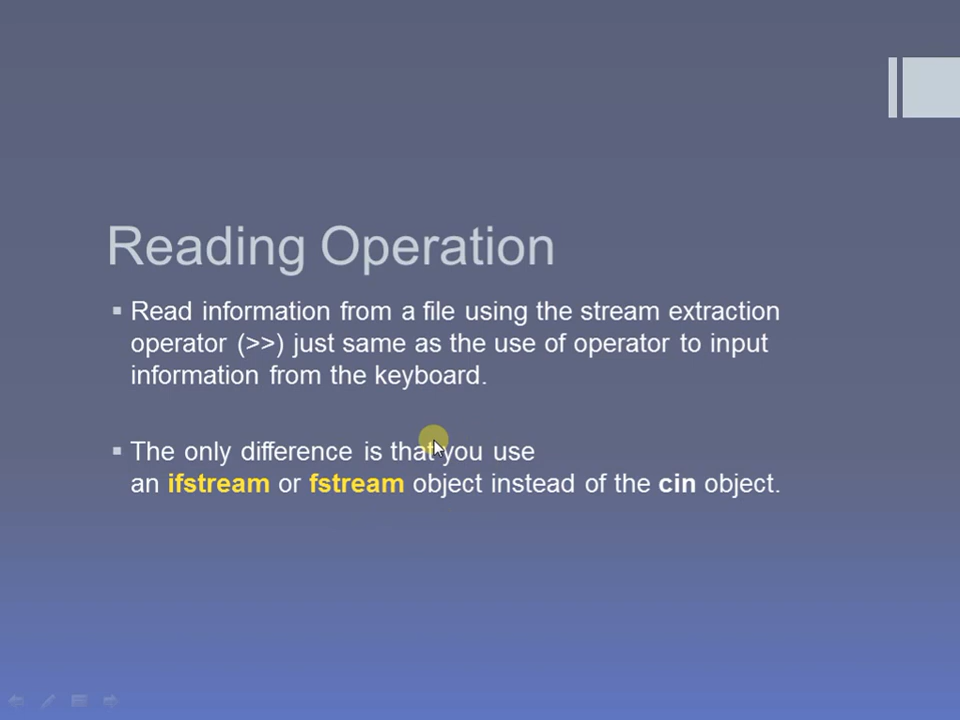 Reading Operation
Read information from a file using the stream extraction
operator (>>) just same as the use of operator to input
information from the keyboard.
The only difference is that you use
an ifstream or fstream object instead of the cin object.